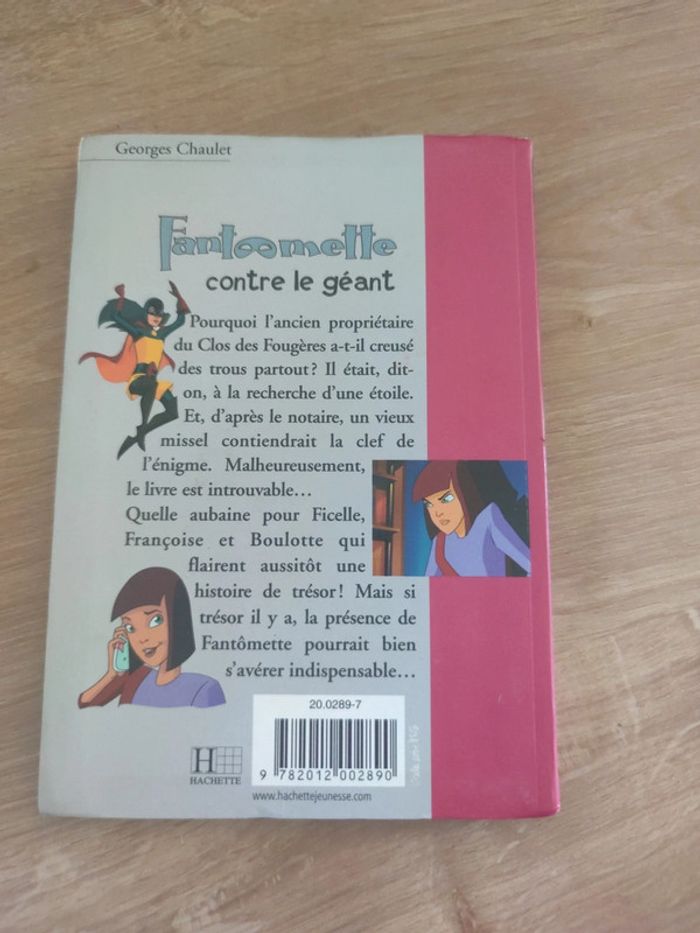 Georges Chaulet
Fantômette
contre le géant
Pourquoi l'ancien propriétaire
du Clos des Fougères a-t-il creusé
des trous partout ? Il était, dit-
on, à la recherche d'une étoile.
Et, d'après le notaire, un vieux
missel contiendrait la clef de
l'énigme. Malheureusement,
le livre est introuvable…
Quelle aubaine pour Ficelle,
Françoise et Boulotte qui
flairent aussitôt une
histoire de trésor ! Mais si
trésor il y a, la présence de
Fantômette pourrait bien
s'avérer indispensable…
20.0289-7
9 782012 002890
H
HACHETTE
www.hachettejeunesse.com